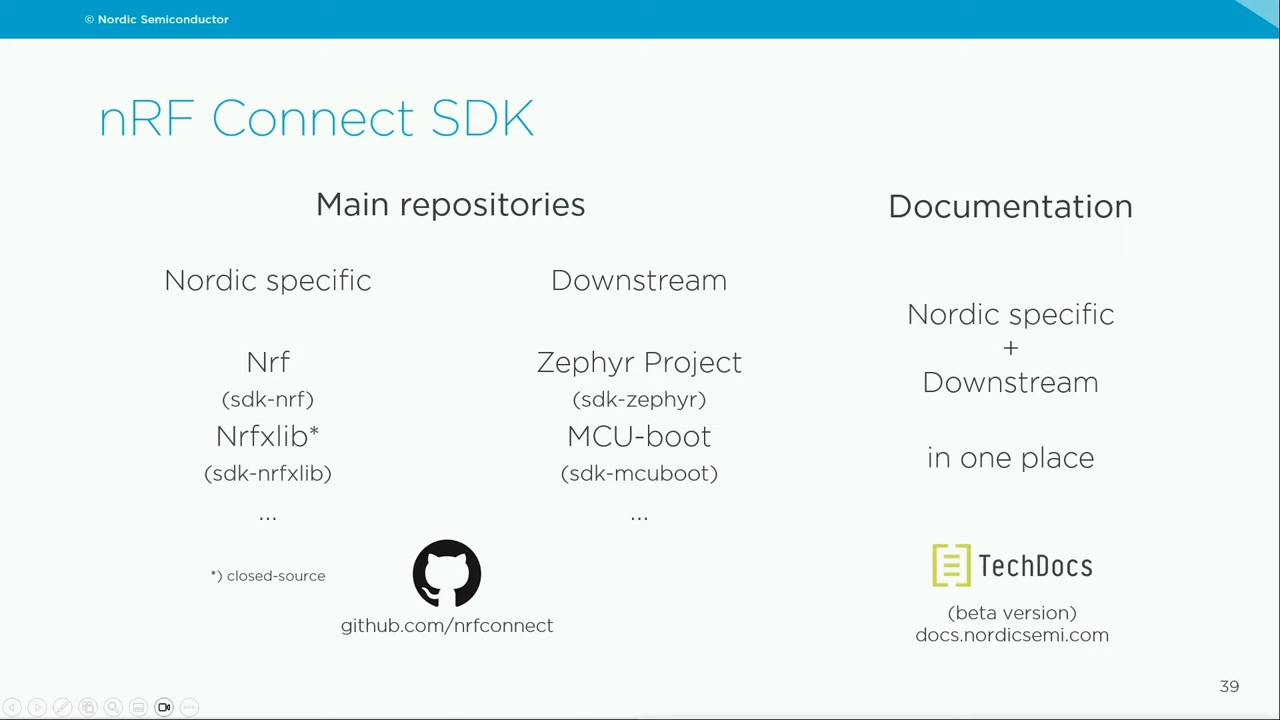 © Nordic Semiconductor
nRF Connect SDK
Main repositories
Nordic specific
Nrf
(sdk-nrf)
Nrfxlib*
(sdk-nrfxlib)
...
*) closed-source
Downstream
Zephyr Project
(sdk-zephyr)
MCU-boot
(sdk-mcuboot)
...
github.com/nrfconnect
Documentation
Nordic specific
+
Downstream
in one place
TechDocs
(beta version)
docs.nordicsemi.com
39